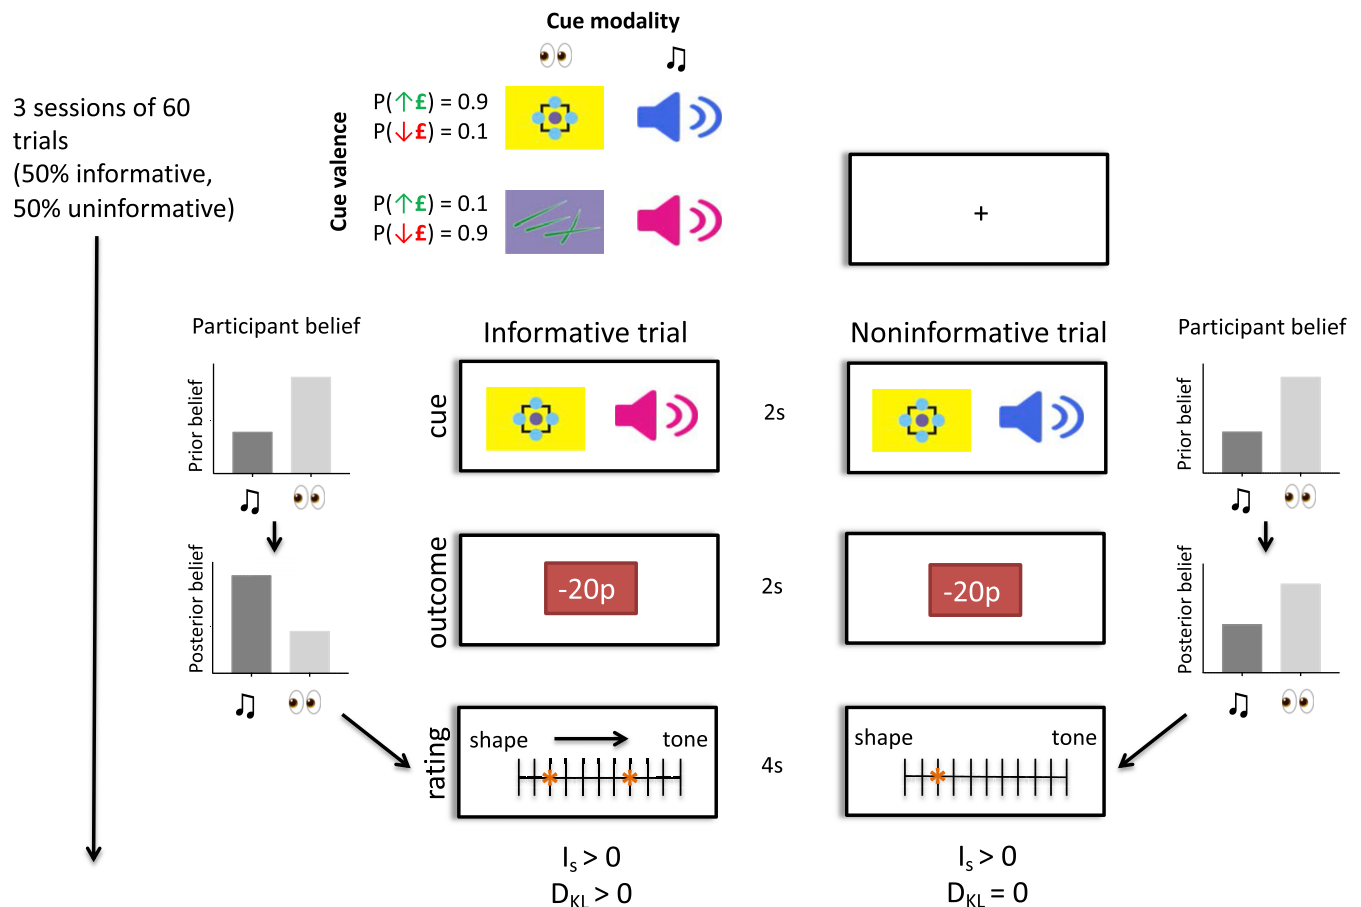 Cue modality
3 sessions of 60
trials
(50% informative,
50% uninformative)
Cue valence
P(↑£) = 0.9
P(↓£) = 0.1
P(↑£) = 0.1
P(↓£) = 0.9
+
Participant belief
Informative trial
Noninformative trial
Participant belief
Prior belief
cue
2s
Prior belief
Posterior belief
outcome
-20p
2s
-20p
Posterior belief
rating
shape
tone
4s
shape
tone
Is > 0
DKL > 0
Is > 0
DKL = 0